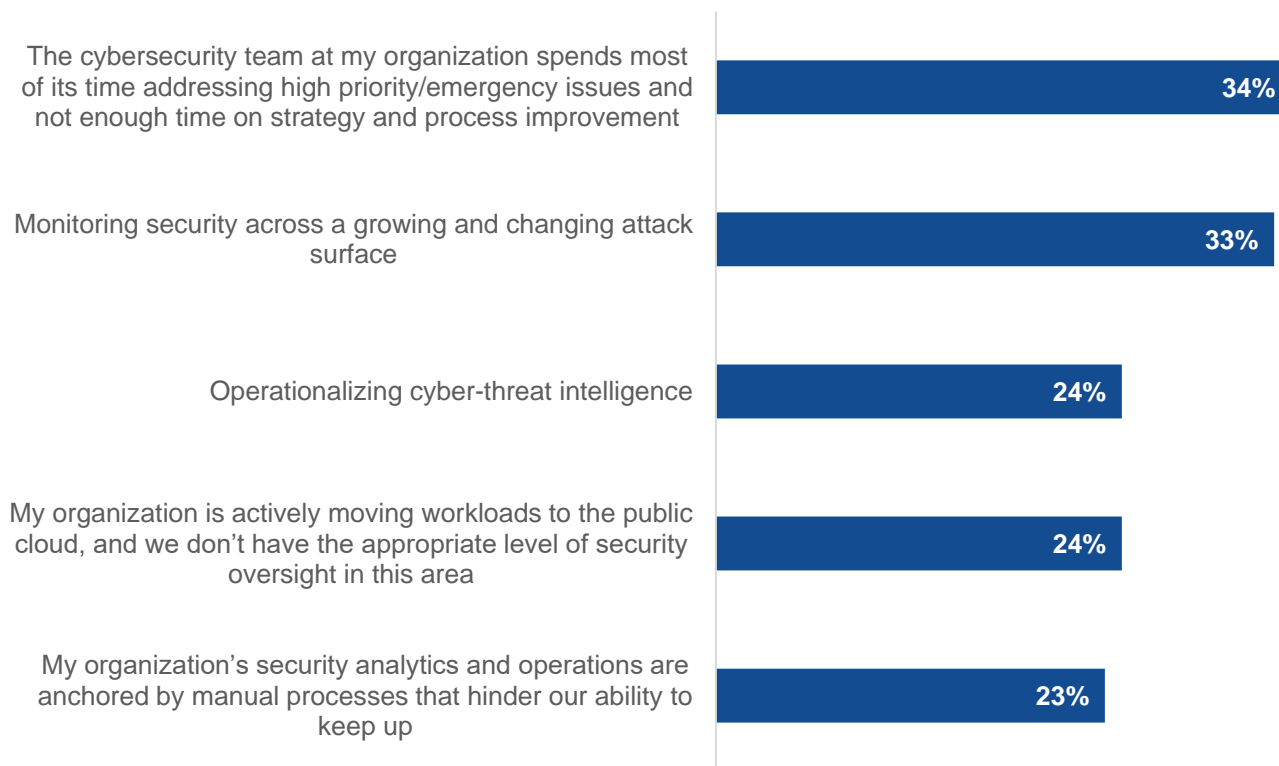 The cybersecurity team at my organization spends most
of its time addressing high priority/emergency issues and
not enough time on strategy and process improvement
34%
Monitoring security across a growing and changing attack
surface
33%
Operationalizing cyber-threat intelligence
24%
My organization is actively moving workloads to the public
cloud, and we don’t have the appropriate level of security
oversight in this area
24%
My organization’s security analytics and operations are
anchored by manual processes that hinder our ability to
keep up
23%